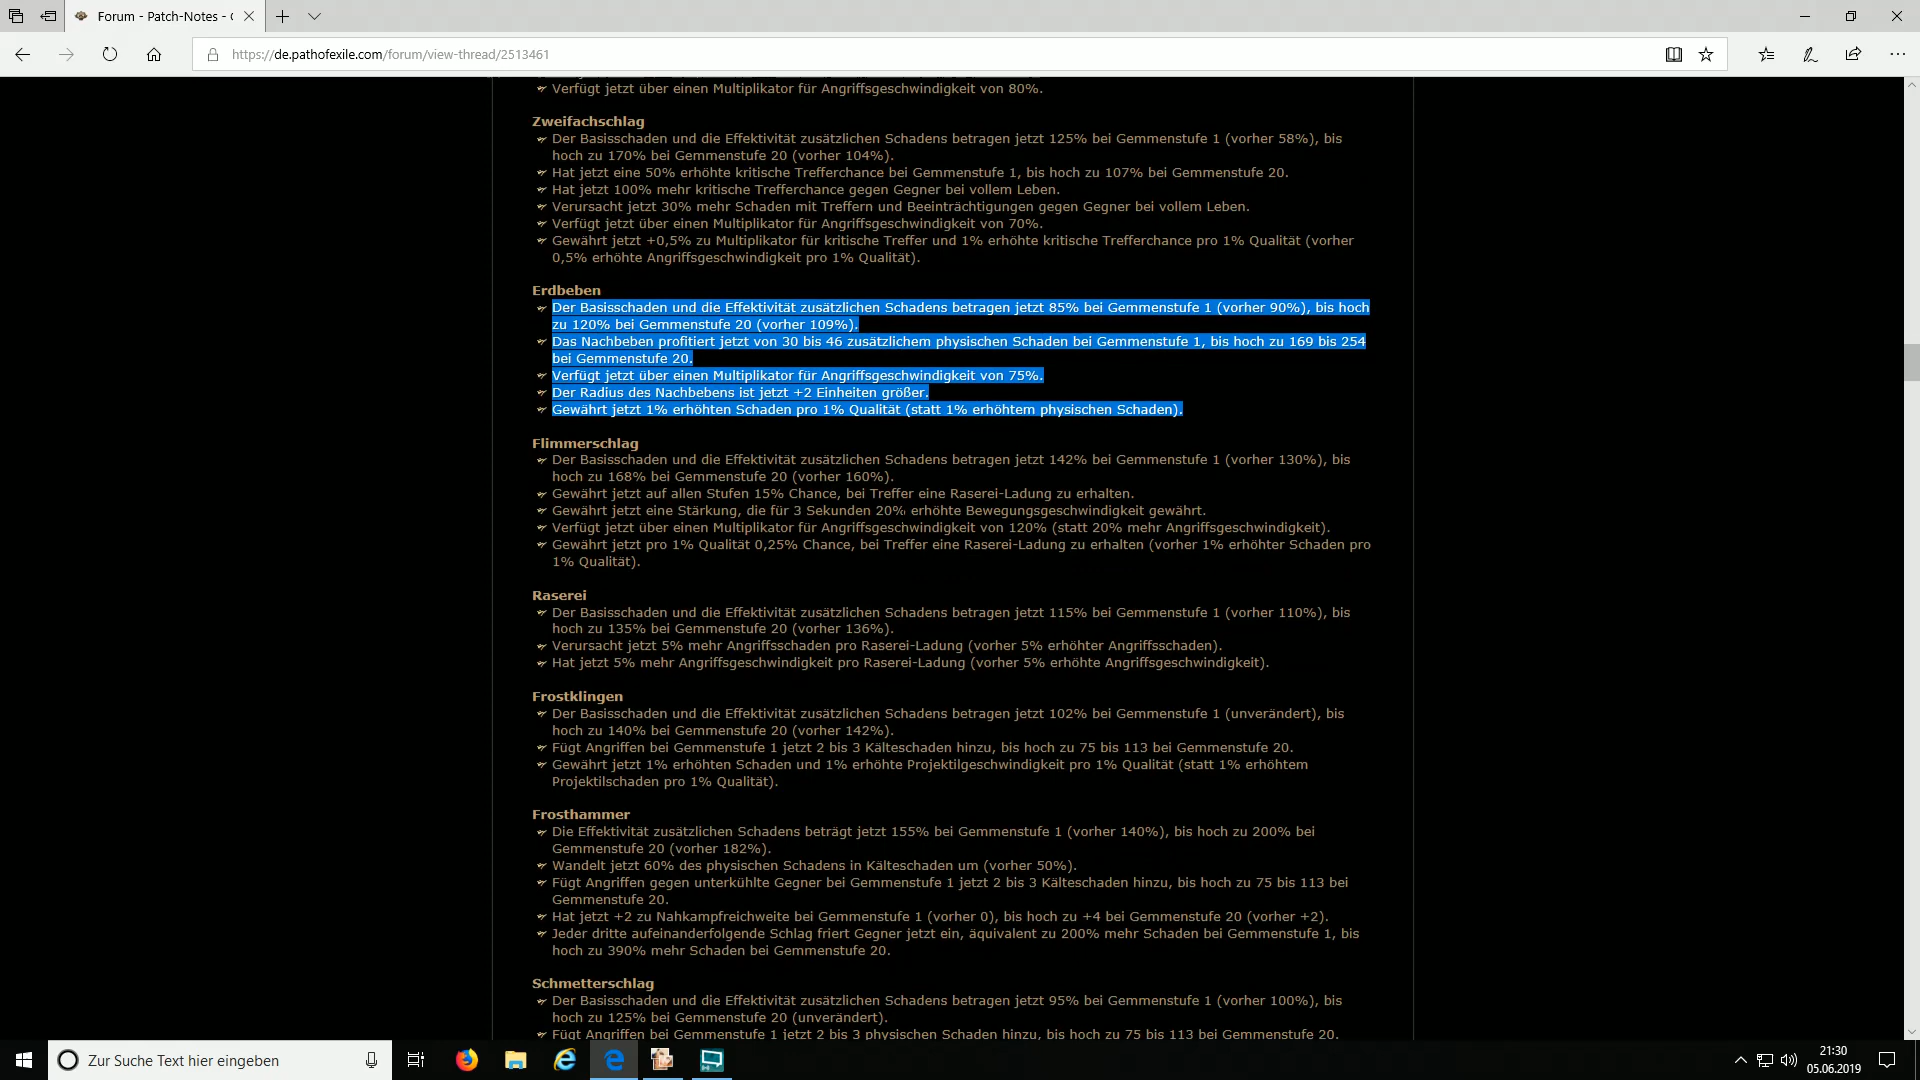 Forum - Patch-Notes - 
https://de.pathofexile.com/forum/view-thread/2513461
Verfügt jetzt über einen Multiplikator für Angriffsgeschwindigkeit von 80%.
Zweifachschlag
Der Basisschaden und die Effektivität zusätzlichen Schadens betragen jetzt 125% bei Gemmenstufe 1 (vorher 58%), bis
hoch zu 170% bei Gemmenstufe 20 (vorher 104%).
Hat jetzt eine 50% erhöhte kritische Trefferchance bei Gemmenstufe 1, bis hoch zu 107% bei Gemmenstufe 20.
Hat jetzt 100% mehr kritische Trefferchance gegen Gegner bei vollem Leben.
Verursacht jetzt 30% mehr Schaden mit Treffern und Beeinträchtigungen gegen Gegner bei vollem Leben.
Verfügt jetzt über einen Multiplikator für Angriffsgeschwindigkeit von 70%.
Gewährt jetzt +0,5% zu Multiplikator für kritische Treffer und 1% erhöhte kritische Trefferchance pro 1% Qualität (vorher
0,5% erhöhte Angriffsgeschwindigkeit pro 1% Qualität).
Erdbeben
Der Basisschaden und die Effektivität zusätzlichen Schadens betragen jetzt 85% bei Gemmenstufe 1 (vorher 90%), bis hoch
zu 120% bei Gemmenstufe 20 (vorher 109%).
Das Nachbeben profitiert jetzt von 30 bis 46 zusätzlichem physischen Schaden bei Gemmenstufe 1, bis hoch zu 169 bis 254
bei Gemmenstufe 20.
Verfügt jetzt über einen Multiplikator für Angriffsgeschwindigkeit von 75%.
Der Radius des Nachbebens ist jetzt +2 Einheiten größer.
Gewährt jetzt 1% erhöhten Schaden pro 1% Qualität (statt 1% erhöhtem physischen Schaden).
Flimmerschlag
Der Basisschaden und die Effektivität zusätzlichen Schadens betragen jetzt 142% bei Gemmenstufe 1 (vorher 130%), bis
hoch zu 168% bei Gemmenstufe 20 (vorher 160%).
Gewährt jetzt auf allen Stufen 15% Chance, bei Treffer eine Raserei-Ladung zu erhalten.
Gewährt jetzt eine Stärkung, die für 3 Sekunden 20% erhöhte Bewegungsgeschwindigkeit gewährt.
Verfügt jetzt über einen Multiplikator für Angriffsgeschwindigkeit von 120% (statt 20% mehr Angriffsgeschwindigkeit).
Gewährt jetzt pro 1% Qualität 0,25% Chance, bei Treffer eine Raserei-Ladung zu erhalten (vorher 1% erhöhter Schaden pro
1% Qualität).
Raserei
Der Basisschaden und die Effektivität zusätzlichen Schadens betragen jetzt 115% bei Gemmenstufe 1 (vorher 110%), bis
hoch zu 135% bei Gemmenstufe 20 (vorher 136%).
Verursacht jetzt 5% mehr Angriffsschaden pro Raserei-Ladung (vorher 5% erhöhter Angriffsschaden).
Hat jetzt 5% mehr Angriffsgeschwindigkeit pro Raserei-Ladung (vorher 5% erhöhte Angriffsgeschwindigkeit).
Frostklingen
Der Basisschaden und die Effektivität zusätzlichen Schadens betragen jetzt 102% bei Gemmenstufe 1 (unverändert), bis
hoch zu 140% bei Gemmenstufe 20 (vorher 142%).
Fügt Angriffen bei Gemmenstufe 1 jetzt 2 bis 3 Kälteschaden hinzu, bis hoch zu 75 bis 113 bei Gemmenstufe 20.
Gewährt jetzt 1% erhöhten Schaden und 1% erhöhte Projektilgeschwindigkeit pro 1% Qualität (statt 1% erhöhtem
Projektilschaden pro 1% Qualität).
Frosthammer
Die Effektivität zusätzlichen Schadens beträgt jetzt 155% bei Gemmenstufe 1 (vorher 140%), bis hoch zu 200% bei
Gemmenstufe 20 (vorher 182%).
Wandelt jetzt 60% des physischen Schadens in Kälteschaden um (vorher 50%).
Fügt Angriffen gegen unterkühlte Gegner bei Gemmenstufe 1 jetzt 2 bis 3 Kälteschaden hinzu, bis hoch zu 75 bis 113 bei
Gemmenstufe 20.
Hat jetzt +2 zu Nahkampfreichweite bei Gemmenstufe 1 (vorher 0), bis hoch zu +4 bei Gemmenstufe 20 (vorher +2).
Jeder dritte aufeinanderfolgende Schlag friert Gegner jetzt ein, äquivalent zu 200% mehr Schaden bei Gemmenstufe 1, bis
hoch zu 390% mehr Schaden bei Gemmenstufe 20.
Schmetterschlag
Der Basisschaden und die Effektivität zusätzlichen Schadens betragen jetzt 95% bei Gemmenstufe 1 (vorher 100%), bis
hoch zu 125% bei Gemmenstufe 20 (unverändert).
Fügt Angriffen bei Gemmenstufe 1 jetzt 2 bis 3 physischen Schaden hinzu, bis hoch zu 75 bis 113 bei Gemmenstufe 20.
Zur Suche Text hier eingeben
21:30
05.06.2019